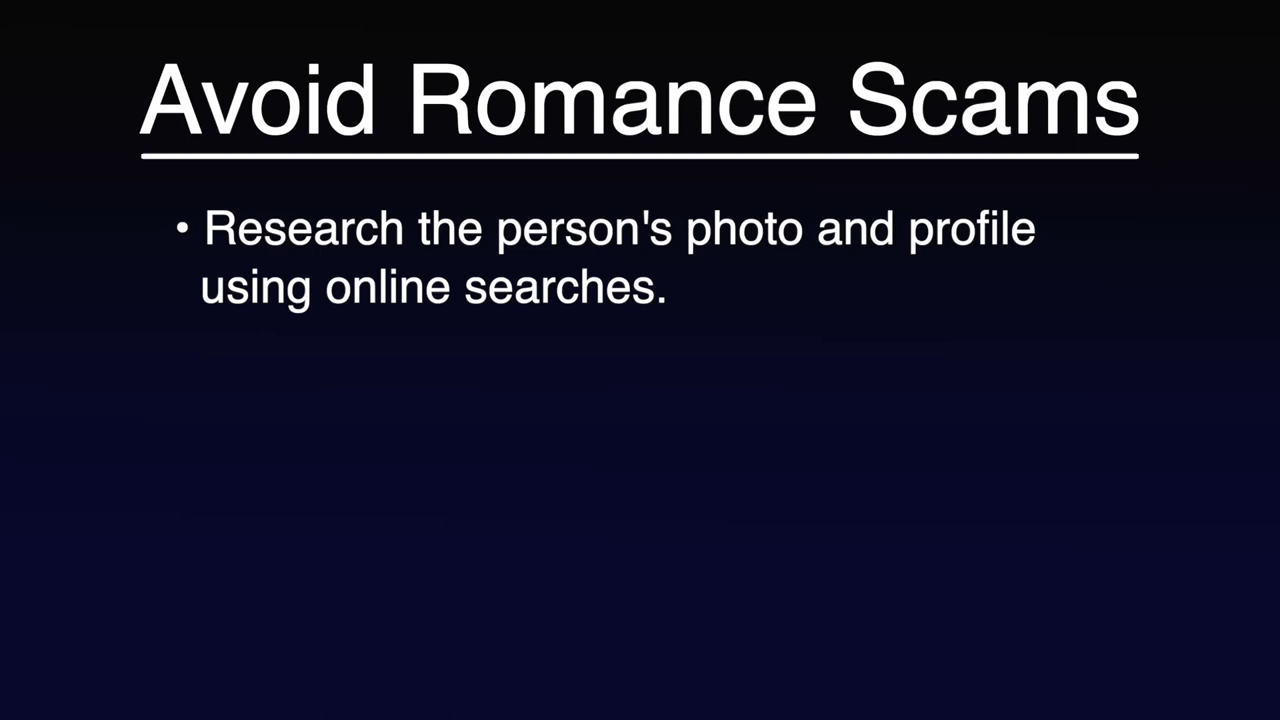 Avoid Romance Scams
• Research the person's photo and profile
using online searches.